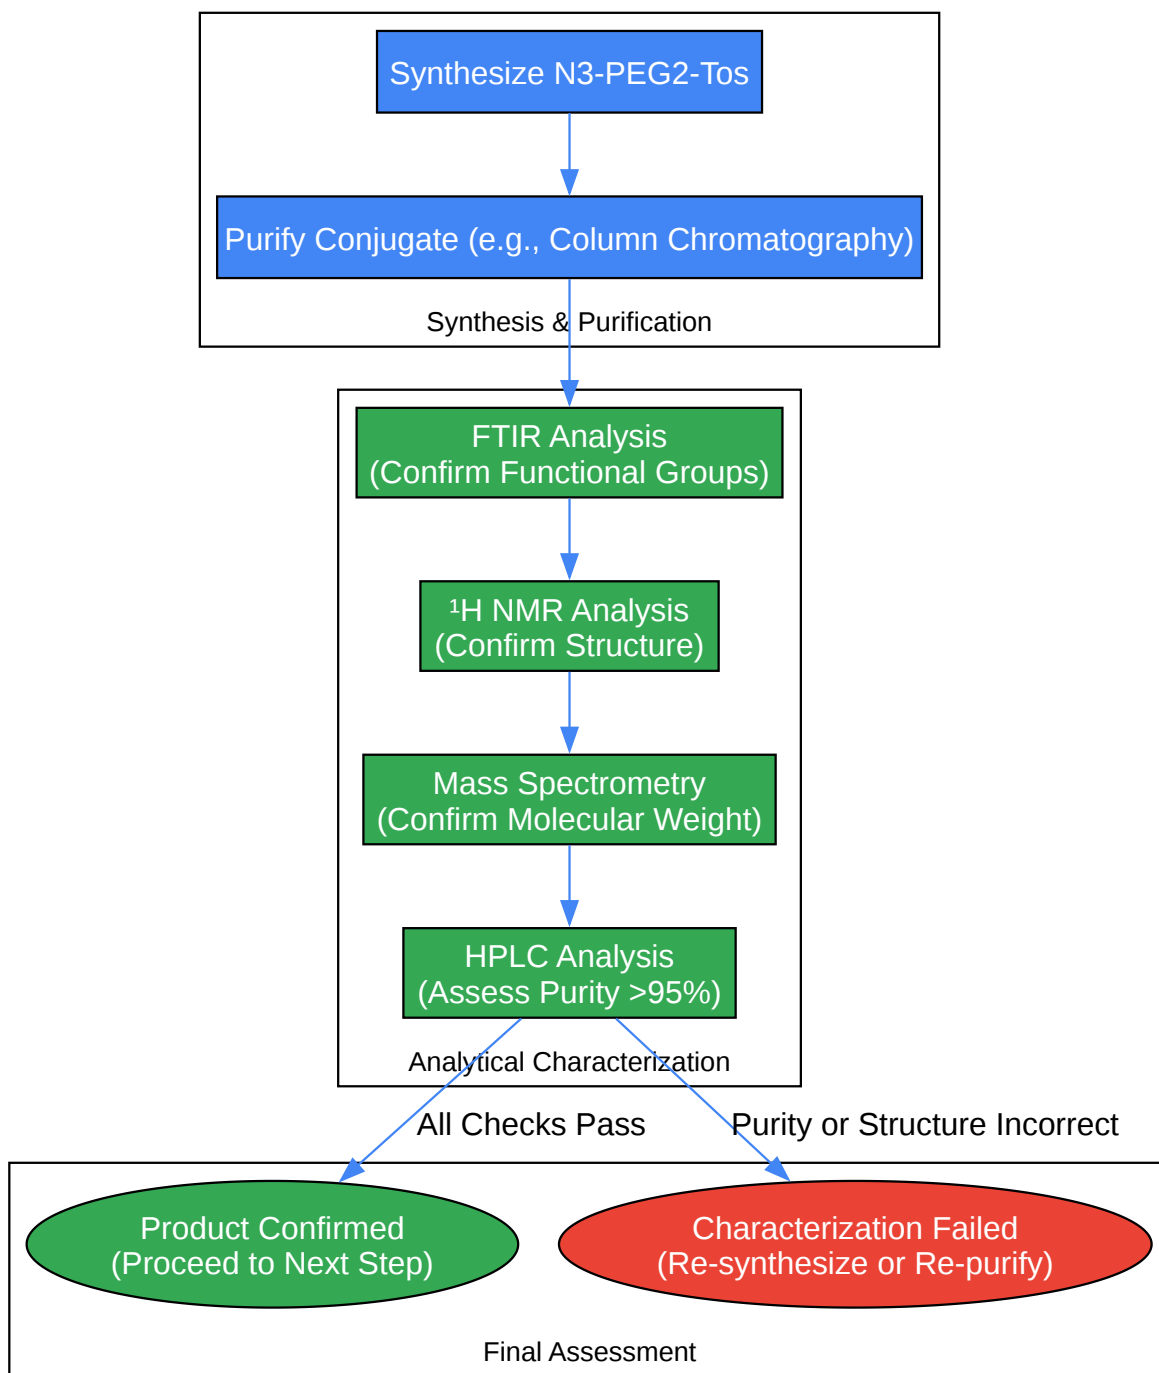 Synthesize N3-PEG2-Tos
Purify Conjugate (e.g., Column Chromatography)
Synthesis & Purification
FTIR Analysis
(Confirm Functional Groups)
¹H NMR Analysis
(Confirm Structure)
Mass Spectrometry
(Confirm Molecular Weight)
HPLC Analysis
(Assess Purity >95%)
Analytical Characterization
All Checks Pass
Purity or Structure Incorrect
Product Confirmed
(Proceed to Next Step)
Characterization Failed
(Re-synthesize or Re-purify)
Final Assessment